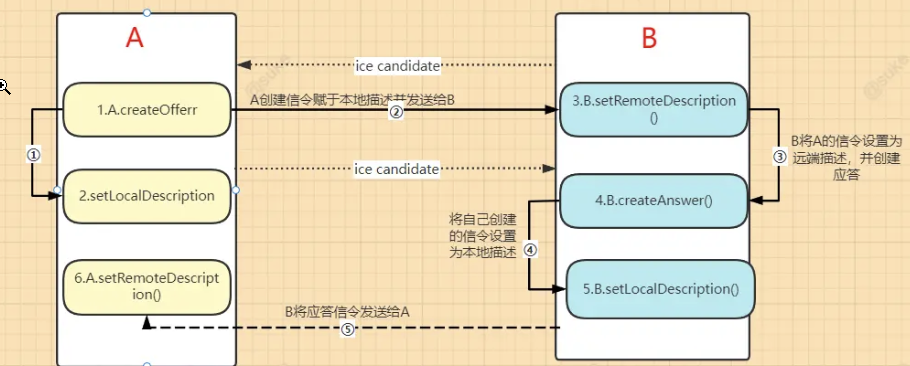 A
B
ice candidate
1.A.createOfferr
A创建信令赋于本地描述并发送给B
②
3.B.setRemoteDescription
()
①
③
B将A的信令设置为
远端描述，并创建
应答
ice candidate
2.setLocalDescription
4.B.createAnswer()
将自己创建
的信令设置
为本地描述
④
6.A.setRemoteDescript
ion()
5.B.setLocalDescription()
B将应答信令发送给A
⑤